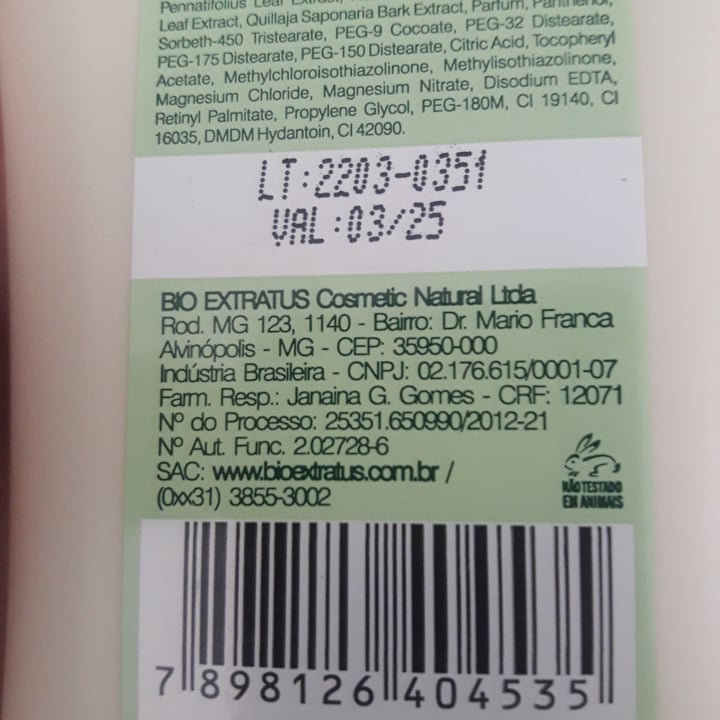 Pennatifolius Leaf Extract,
Leaf Extract, Quillaja Saponaria Bark Extract, Parfum, Panthenol,
Sorbeth-450 Tristearate, PEG-9 Cocoate, PEG-32 Distearate,
PEG-175 Distearate, PEG-150 Distearate, Citric Acid, Tocopheryl
Acetate, Methylchloroisothiazolinone, Methylisothiazolinone,
Magnesium Chloride, Magnesium Nitrate, Disodium EDTA,
Retinyl Palmitate, Propylene Glycol, PEG-180M, CI 19140, CI
16035, DMDM Hydantoin, CI 42090.
LT:2203-0351
VAL:03/25
BIO EXTRATUS Cosmetic Natural Ltda
Rod. MG 123, 1140 - Bairro: Dr. Mario Franca
Alvinópolis - MG - CEP: 35950-000
Indústria Brasileira - CNPJ: 02.176.615/0001-07
Farm. Resp.: Janaina G. Gomes - CRF: 12071
Nº do Processo: 25351.650990/2012-21
Nº Aut. Func. 2.02728-6
SAC: www.bioextratus.com.br /
(0xx31) 3855-3002
NÃO TESTADO
EM ANIMAIS
7 898126 404535